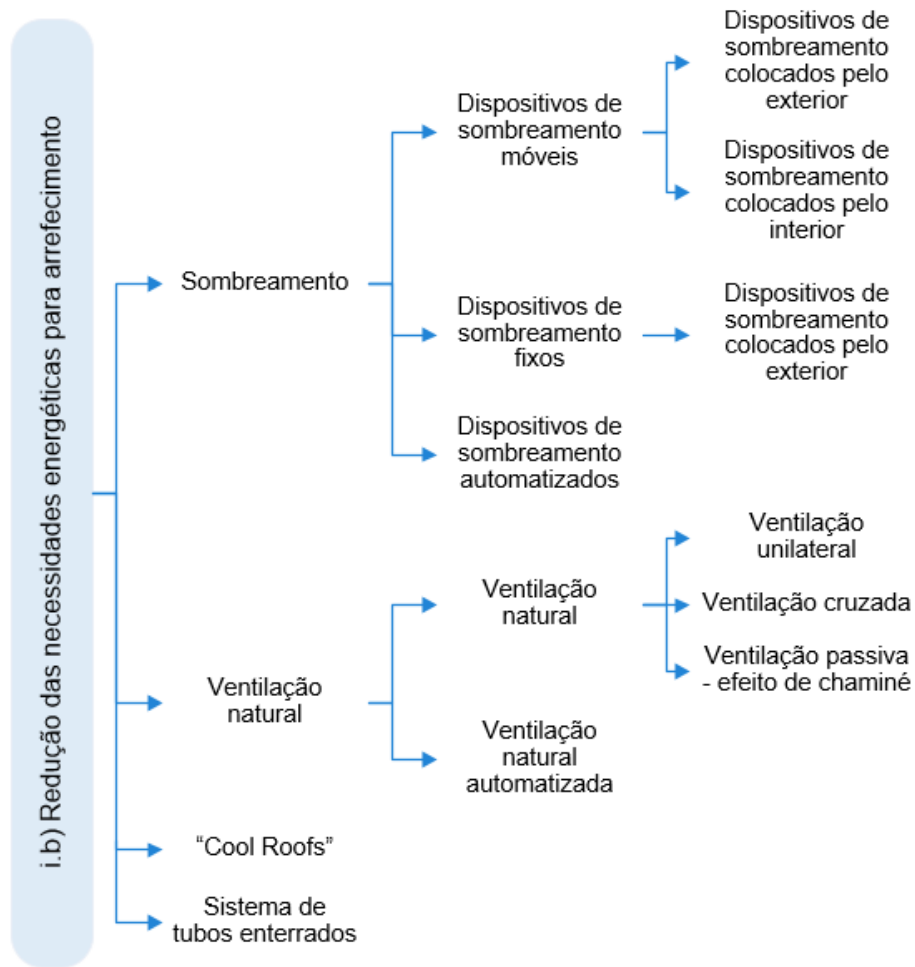 i.b) Redução das necessidades energéticas para arrefecimento
Sombreamento
Dispositivos de
sombreamento
móveis
Dispositivos de
sombreamento
colocados pelo
exterior
Dispositivos de
sombreamento
colocados pelo
interior
Dispositivos de
sombreamento
fixos
Dispositivos de
sombreamento
colocados pelo
exterior
Dispositivos de
sombreamento
automatizados
Ventilação
natural
Ventilação
natural
Ventilação
unilateral
Ventilação cruzada
Ventilação passiva
- efeito de chaminé
Ventilação
natural
automatizada
“Cool Roofs”
Sistema de
tubos enterrados